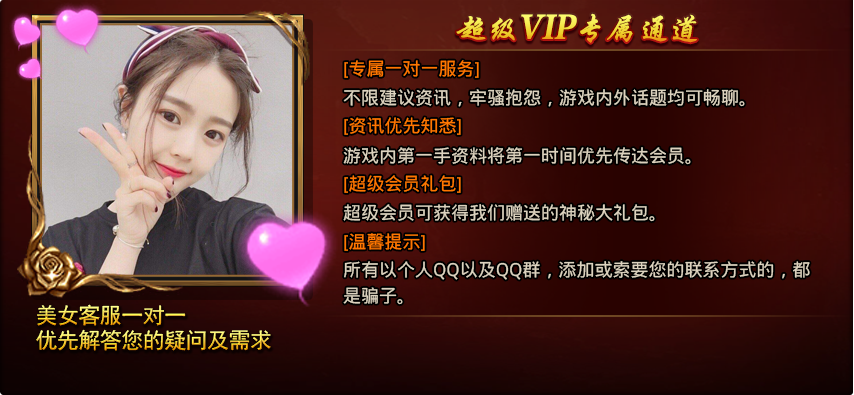 超级VIP专属通道
[专属一对一服务]
不限建议资讯，牢骚抱怨，游戏内外话题均可畅聊。
[资讯优先知悉]
游戏内第一手资料将第一时间优先传达会员。
[超级会员礼包]
超级会员可获得我们赠送的神秘大礼包。
[温馨提示]
所有以个人QQ以及QQ群，添加或索要您的联系方式的，都
是骗子。
美女客服一对一
优先解答您的疑问及需求